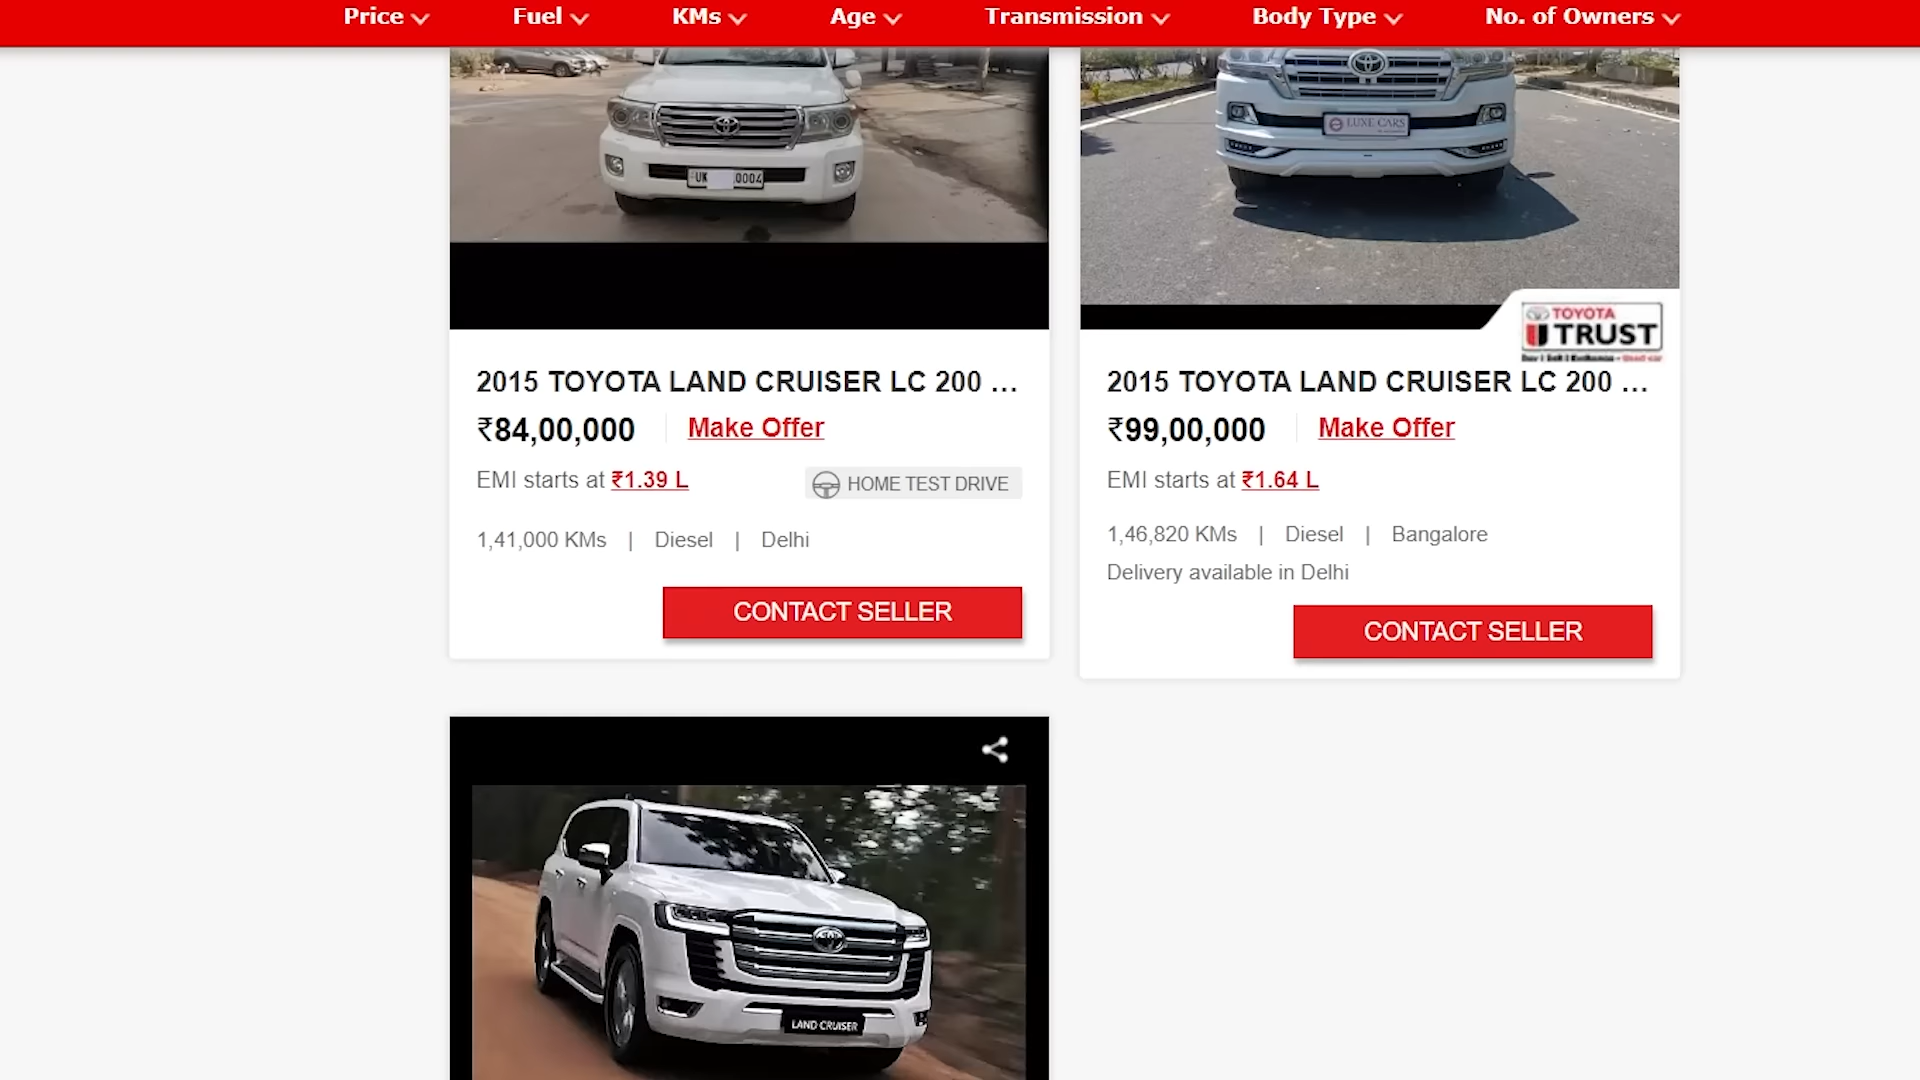 Price Fuel KMs Age Transmission Body Type No. of Owners
UK 0004
LUXE CARS
TOYOTA
U TRUST
2015 TOYOTA LAND CRUISER LC 200 ...
₹84,00,000 Make Offer
EMI starts at ₹1.39 L HOME TEST DRIVE
1,41,000 KMs | Diesel | Delhi
CONTACT SELLER
2015 TOYOTA LAND CRUISER LC 200 ...
₹99,00,000 Make Offer
EMI starts at ₹1.64 L
1,46,820 KMs | Diesel | Bangalore
Delivery available in Delhi
CONTACT SELLER
LAND CRUISER